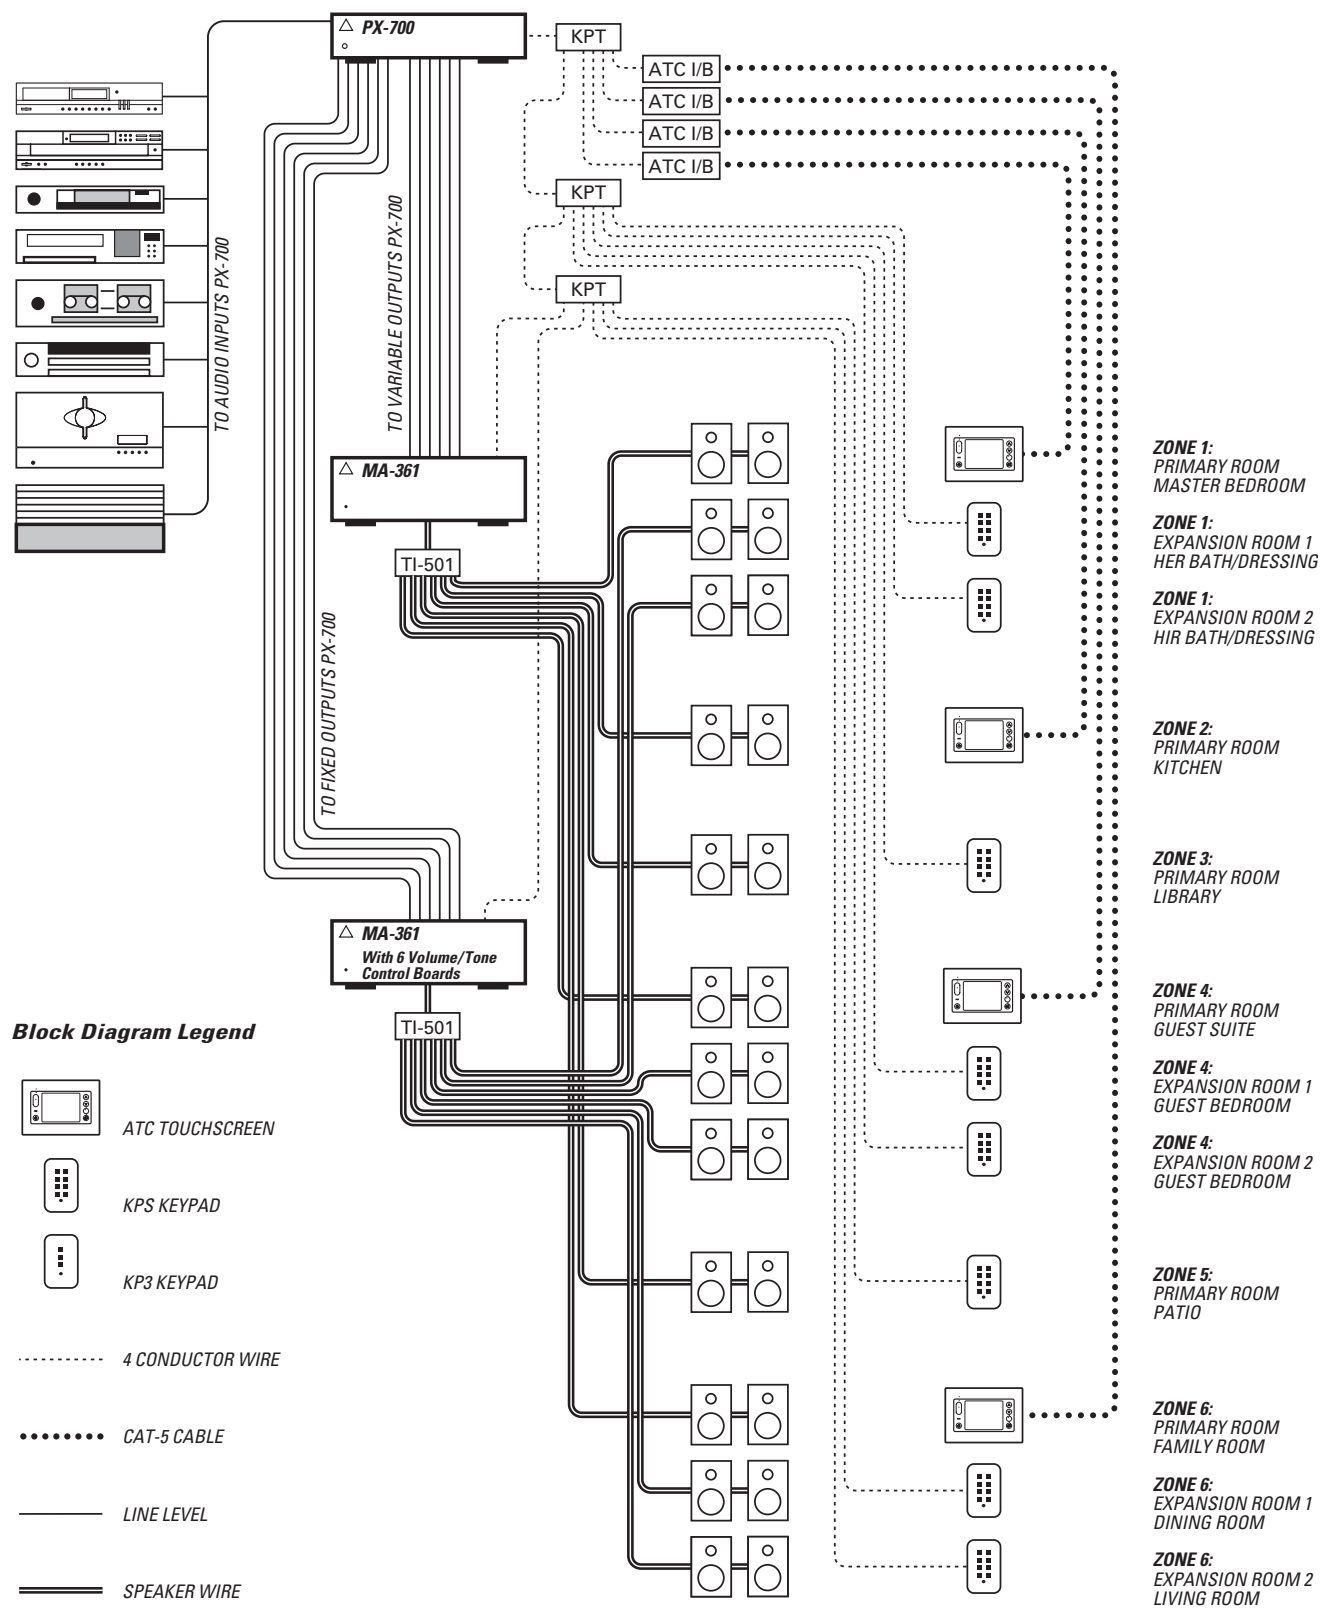 PX-700
KPT
ATC I/B
ATC I/B
ATC I/B
ATC I/B
KPT
KPT
TO AUDIO INPUTS PX-700
TO VARIABLE OUTPUTS PX-700
TO FIXED OUTPUTS PX-700
MA-361
TI-501
MA-361
With 6 Volume/Tone
Control Boards
TI-501
ZONE 1:
PRIMARY ROOM
MASTER BEDROOM
ZONE 1:
EXPANSION ROOM 1
HER BATH/DRESSING
ZONE 1:
EXPANSION ROOM 2
HIR BATH/DRESSING
ZONE 2:
PRIMARY ROOM
KITCHEN
ZONE 3:
PRIMARY ROOM
LIBRARY
ZONE 4:
PRIMARY ROOM
GUEST SUITE
ZONE 4:
EXPANSION ROOM 1
GUEST BEDROOM
ZONE 4:
EXPANSION ROOM 2
GUEST BEDROOM
ZONE 5:
PRIMARY ROOM
PATIO
ZONE 6:
PRIMARY ROOM
FAMILY ROOM
ZONE 6:
EXPANSION ROOM 1
DINING ROOM
ZONE 6:
EXPANSION ROOM 2
LIVING ROOM
Block Diagram Legend
ATC TOUCHSCREEN
KPS KEYPAD
KP3 KEYPAD
4 CONDUCTOR WIRE
CAT-5 CABLE
LINE LEVEL
SPEAKER WIRE